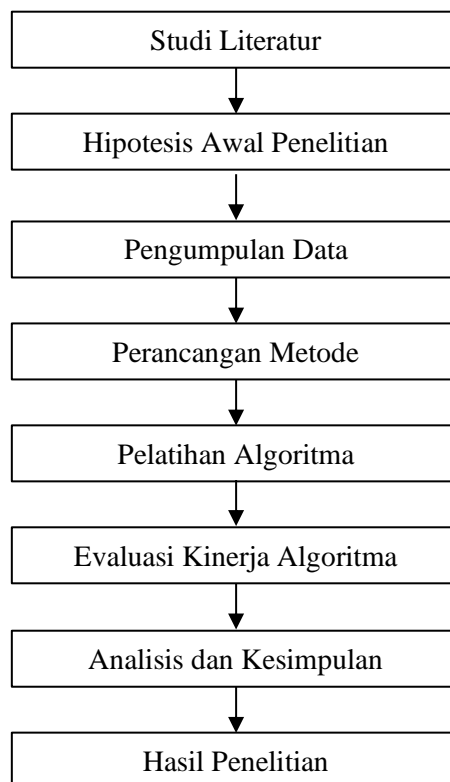 Studi Literatur
Hipotesis Awal Penelitian
Pengumpulan Data
Perancangan Metode
Pelatihan Algoritma
Evaluasi Kinerja Algoritma
Analisis dan Kesimpulan
Hasil Penelitian